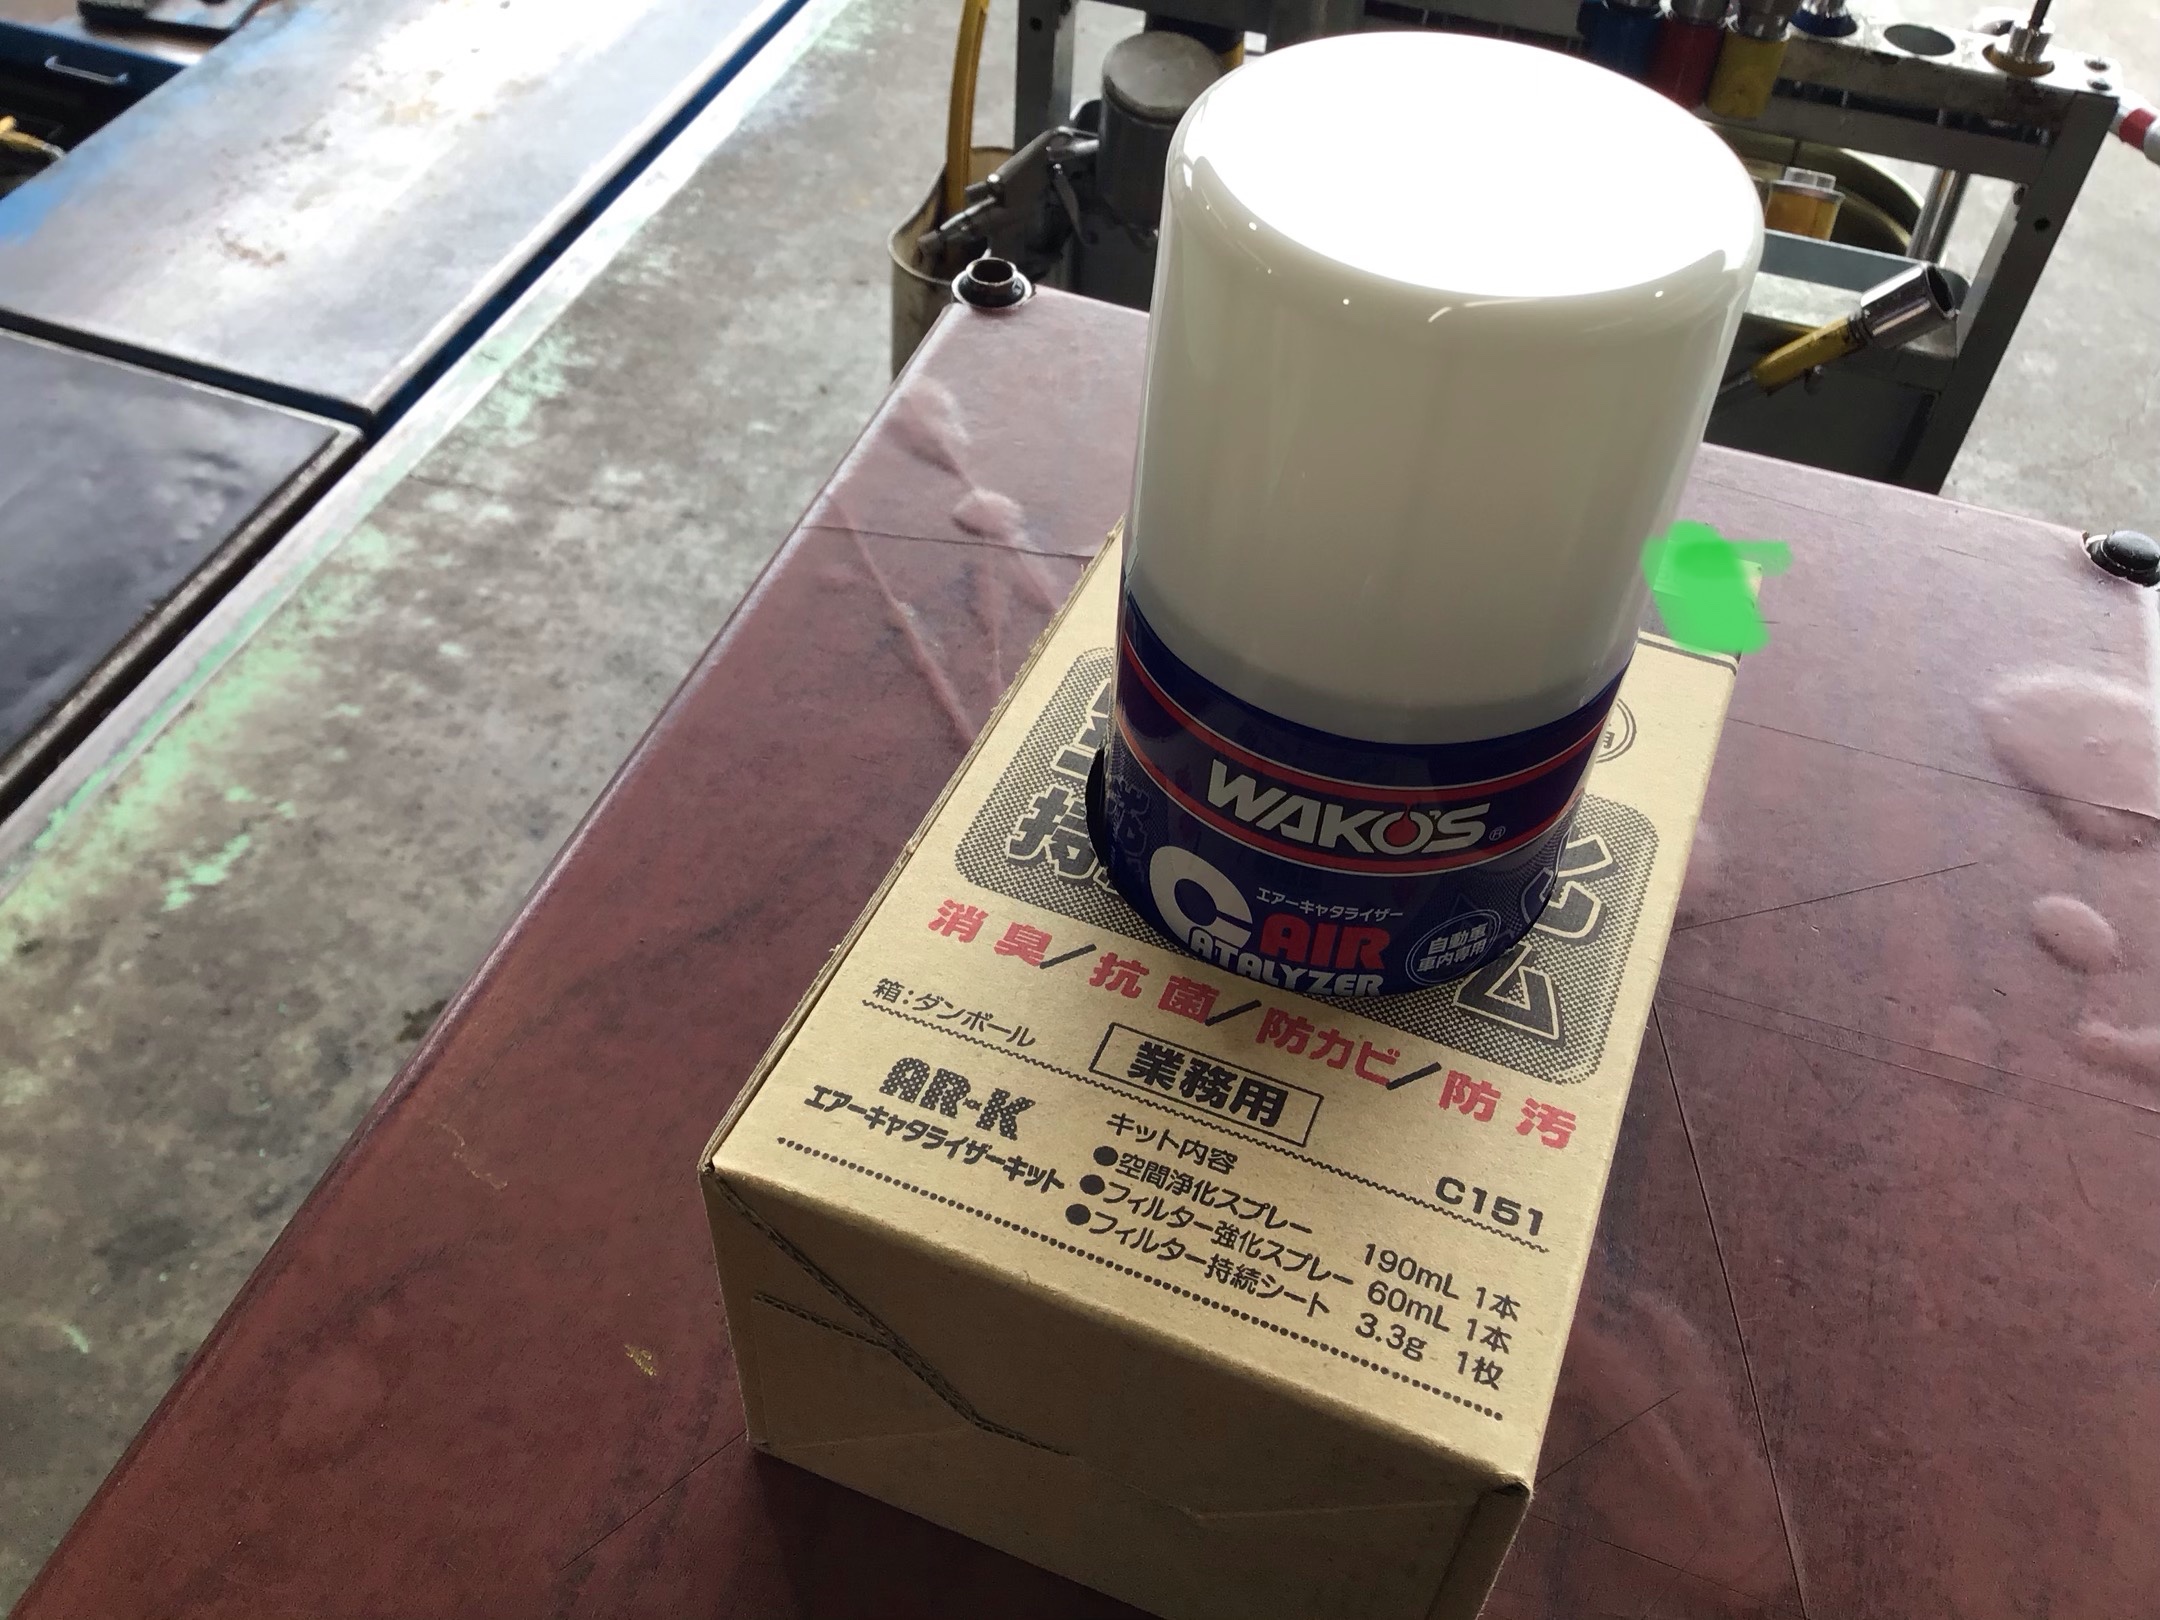 WAKO'S®
エアーキャタライザー
AIR
CATALYZER
自動車
車内専用
持
化
ム
消臭/抗菌/防カビ/防汚
箱:ダンボール
業務用
C151
AR-K
エアーキャタライザーキット
キット内容
●空間浄化スプレー 190mL 1本
●フィルター強化スプレー 60mL 1本
●フィルター持続シート 3.3g 1枚